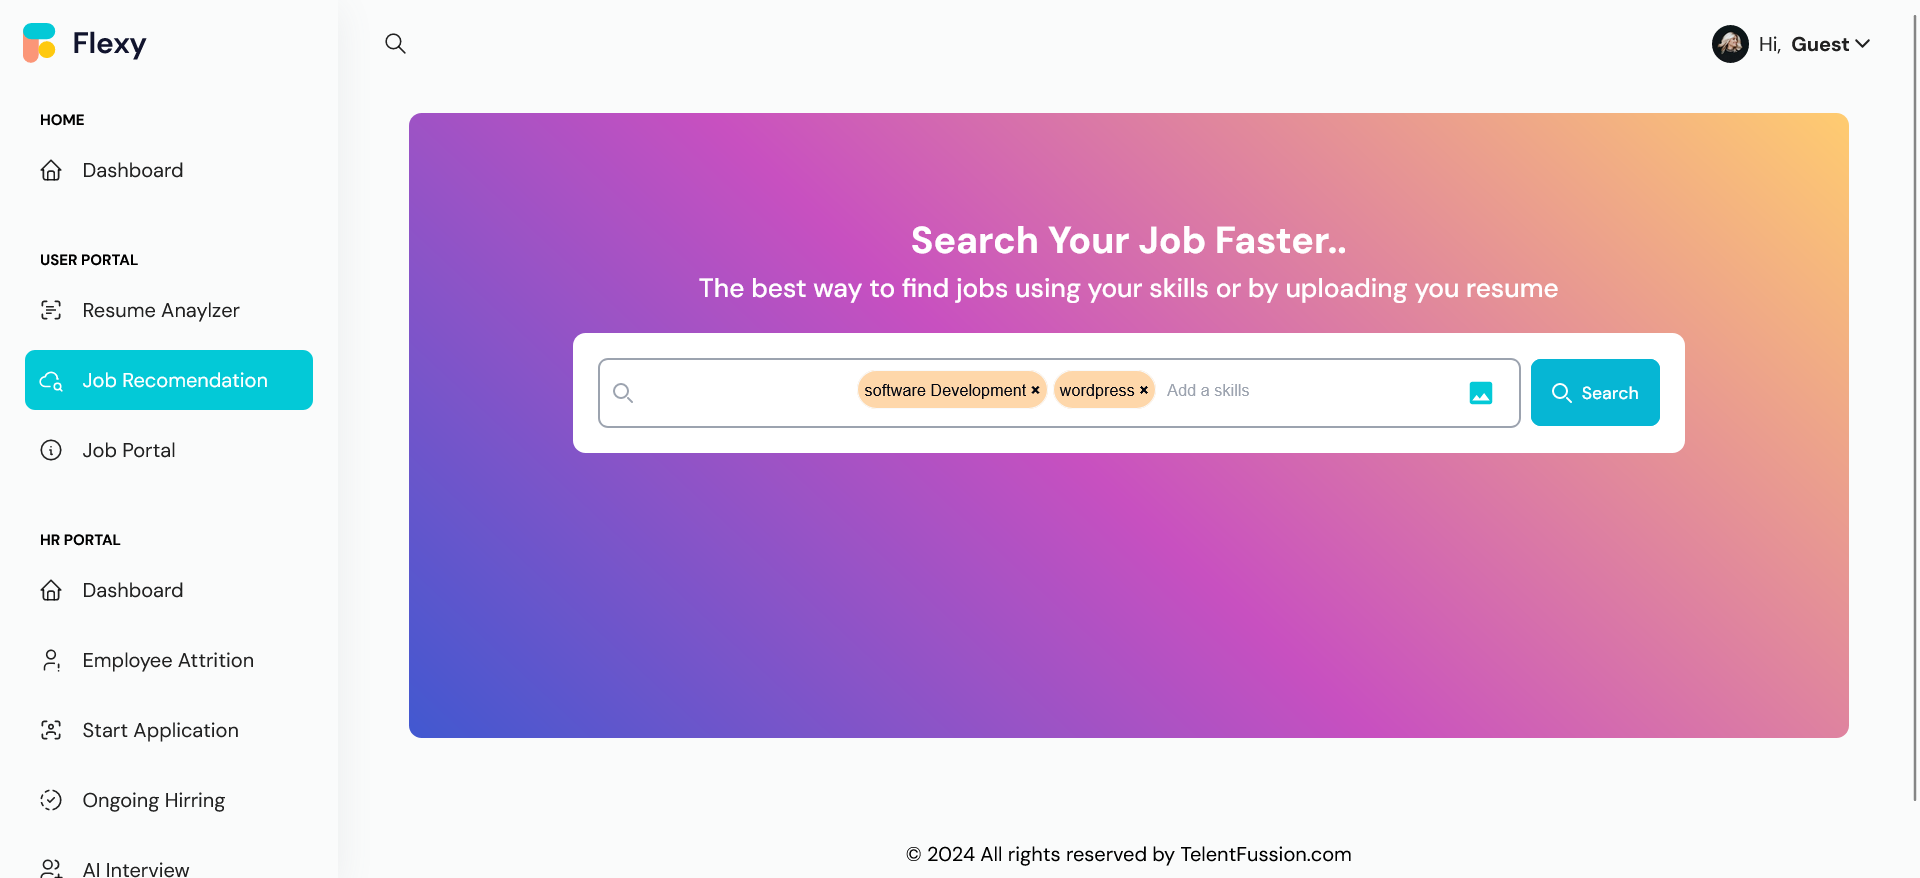 Flexy
Hi, Guest
HOME
Dashboard
USER PORTAL
Resume Anaylzer
Job Recomendation
Job Portal
HR PORTAL
Dashboard
Employee Attrition
Start Application
Ongoing Hirring
AI Interview
Search Your Job Faster..
The best way to find jobs using your skills or by uploading you resume
software Development × wordpress × Add a skills
Search
© 2024 All rights reserved by TelentFussion.com